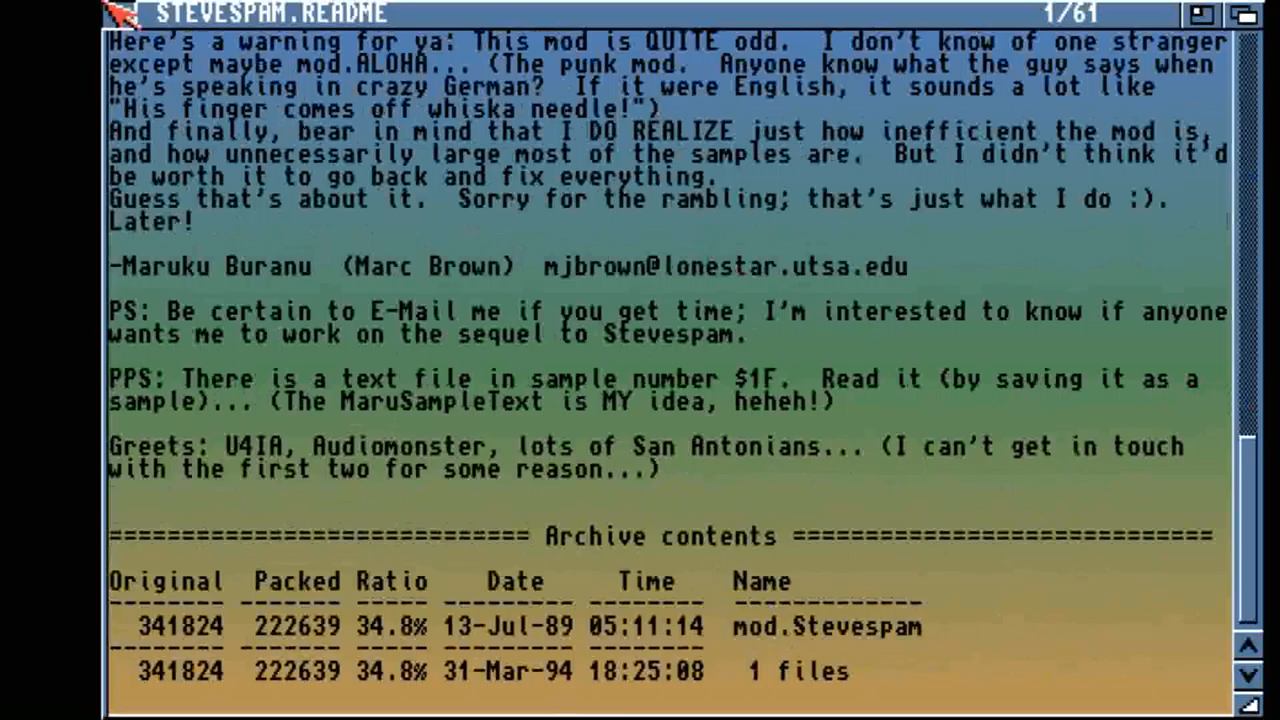 STEVESPAM.README 1/61
Here's a warning for ya: This mod is QUITE odd.  I don't know of one stranger
except maybe mod.ALOHA... (The punk mod.  Anyone know what the guy says when
he's speaking in crazy German?  If it were English, it sounds a lot like
"His finger comes off whiska needle!")
And finally, bear in mind that I DO REALIZE just how inefficient the mod is,
and how unnecessarily large most of the samples are.  But I didn't think it'd
be worth it to go back and fix everything.
Guess that's about it.  Sorry for the rambling; that's just what I do :).
Later!
-Maruku Buranu  (Marc Brown)  mjbrown@lonestar.utsa.edu
PS: Be certain to E-Mail me if you get time; I'm interested to know if anyone
wants me to work on the sequel to Stevespam.
PPS: There is a text file in sample number $1F.  Read it (by saving it as a
sample)... (The MaruSampleText is MY idea, heheh!)
Greets: U4IA, Audiomonster, lots of San Antonians... (I can't get in touch
with the first two for some reason...)
============================= Archive contents =============================
Original  Packed Ratio    Date     Time    Name
-------- ------- ----- --------- --------  -------------
341824  222639 34.8% 13-Jul-89 05:11:14  mod.Stevespam
-------- ------- ----- --------- --------
341824  222639 34.8% 31-Mar-94 18:25:08   1 files